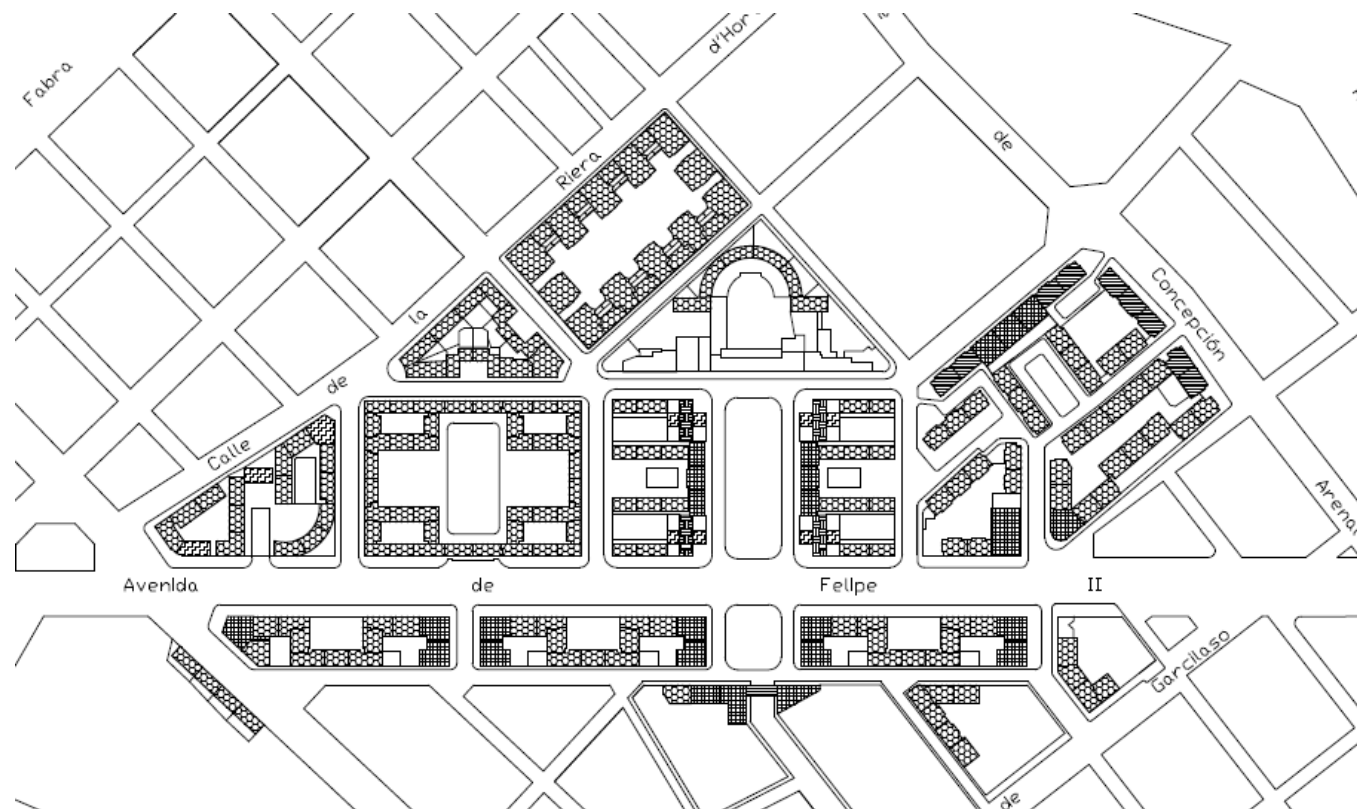 Fabra
d'Hor
Riera
la
de
Calle
de
Concepción
Arenal
Avenida de Felipe II
Garcilaso
de